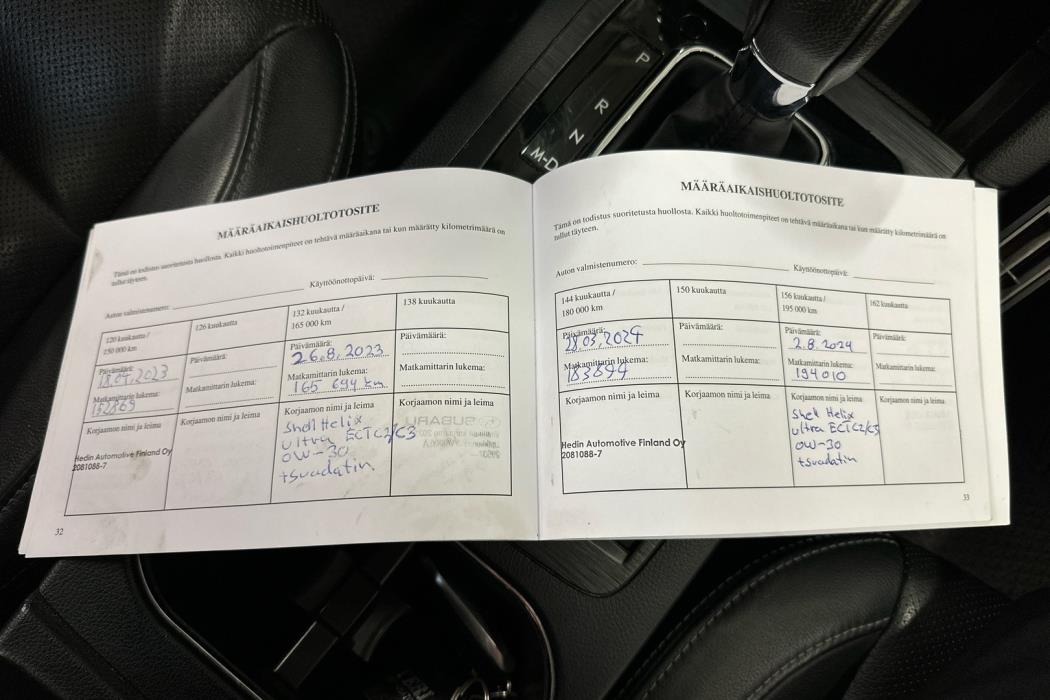 P
R
N
M-D
MÄÄRÄAIKAISHUOLTOTOSITE
Tämä on todistus suoritetusta huollosta. Kaikki huoltotoimenpiteet on tehtävä määräaikana tai kun määrätty kilometrimäärä on
tullut täyteen.
Auton valmistenumero:
Käyttöönottopäivä:
120 kuukautta /
150 000 km
126 kuukautta
132 kuukautta /
165 000 km
138 kuukautta
Päivämäärä:
18.04.2023
Päivämäärä:
Päivämäärä:
26.8.2023
Päivämäärä:
Matkamittarin lukema:
152869
Matkamittarin lukema:
Matkamittarin lukema:
165 694 km
Matkamittarin lukema:
Korjaamon nimi ja leima
Hedin Automotive Finland Oy
2081088-7
Korjaamon nimi ja leima
Korjaamon nimi ja leima
Shell Helix
ultra ECTC2/C3
0W-30
+suodatin.
Korjaamon nimi ja leima
SUBARU
32
MÄÄRÄAIKAISHUOLTOTOSITE
Tämä on todistus suoritetusta huollosta. Kaikki huoltotoimenpiteet on tehtävä määräaikana tai kun määrätty kilometrimäärä on
tullut täyteen.
Auton valmistenumero:
Käyttöönottopäivä:
144 kuukautta /
180 000 km
150 kuukautta
156 kuukautta /
195 000 km
162 kuukautta
Päivämäärä:
28.03.2024
Päivämäärä:
Päivämäärä:
2.8.2024
Päivämäärä:
Matkamittarin lukema:
183894
Matkamittarin lukema:
Matkamittarin lukema:
194010
Matkamittarin lukema:
Korjaamon nimi ja leima
Hedin Automotive Finland Oy
2081088-7
Korjaamon nimi ja leima
Korjaamon nimi ja leima
Shell Helix
ultra ECTC2/C3
0W-30
+suodatin
Korjaamon nimi ja leima
33